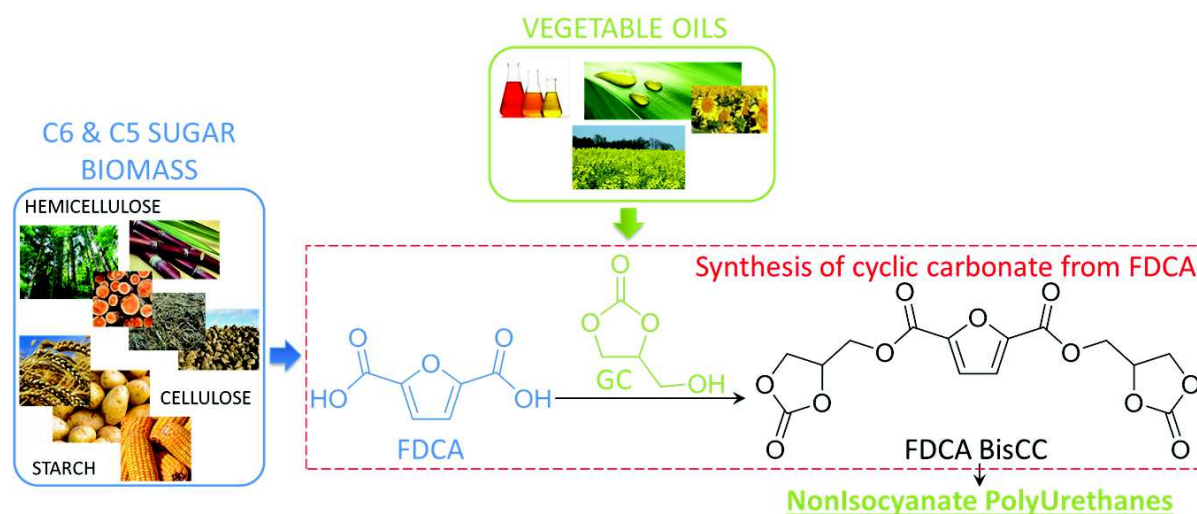 VEGETABLE OILS
C6 & C5 SUGAR
BIOMASS
HEMICELLULOSE
CELLULOSE
STARCH
Synthesis of cyclic carbonate from FDCA
O
O
O
OH
GC
O
O
O
HO
OH
FDCA
O
O
O
O
O
O
O
O
O
O
O
FDCA BisCC
NonIsocyanate PolyUrethanes